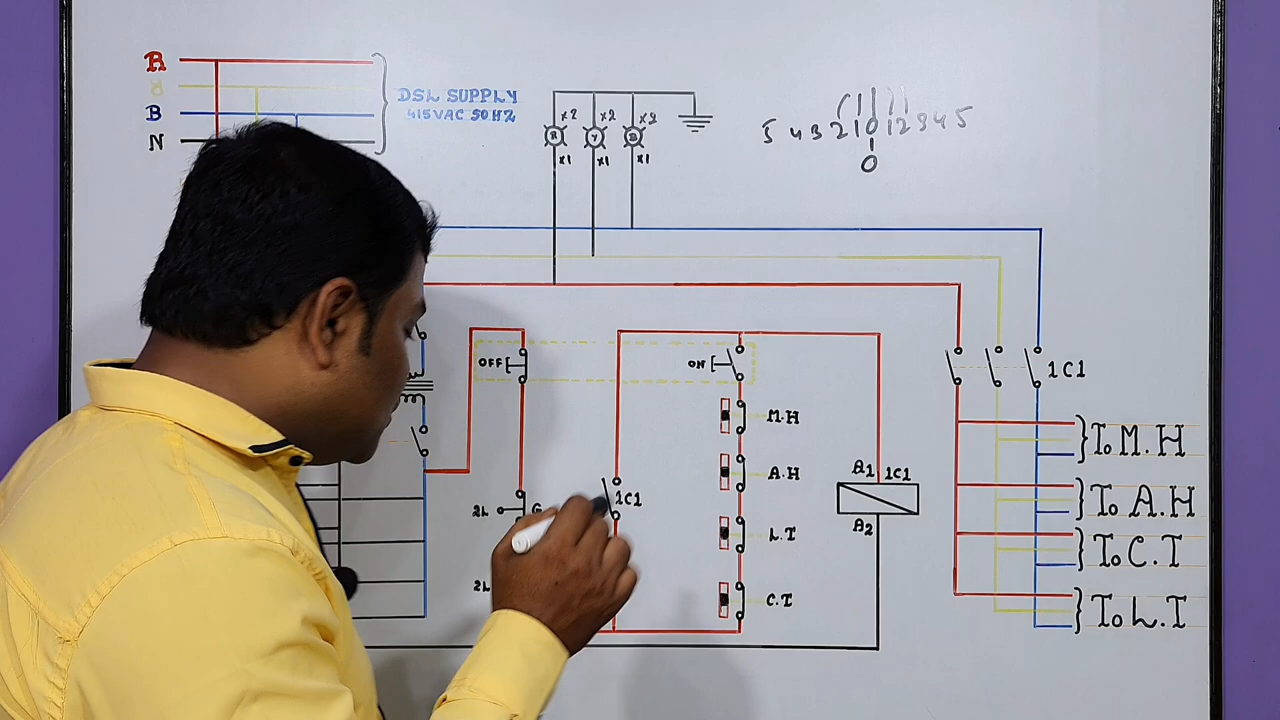 R
Y
B
N
DSL SUPPLY
415VAC 50HZ
x2 x2 x2
R Y B
x1 x1 x1
5 4 3 2 1 0 1 2 3 4 5
0
OFF
ON
1C1
M.H
A.H
L.T
C.T
2L
G
2L
1C1
A1 1C1
A2
To M.H
To A.H
To C.T
To L.T